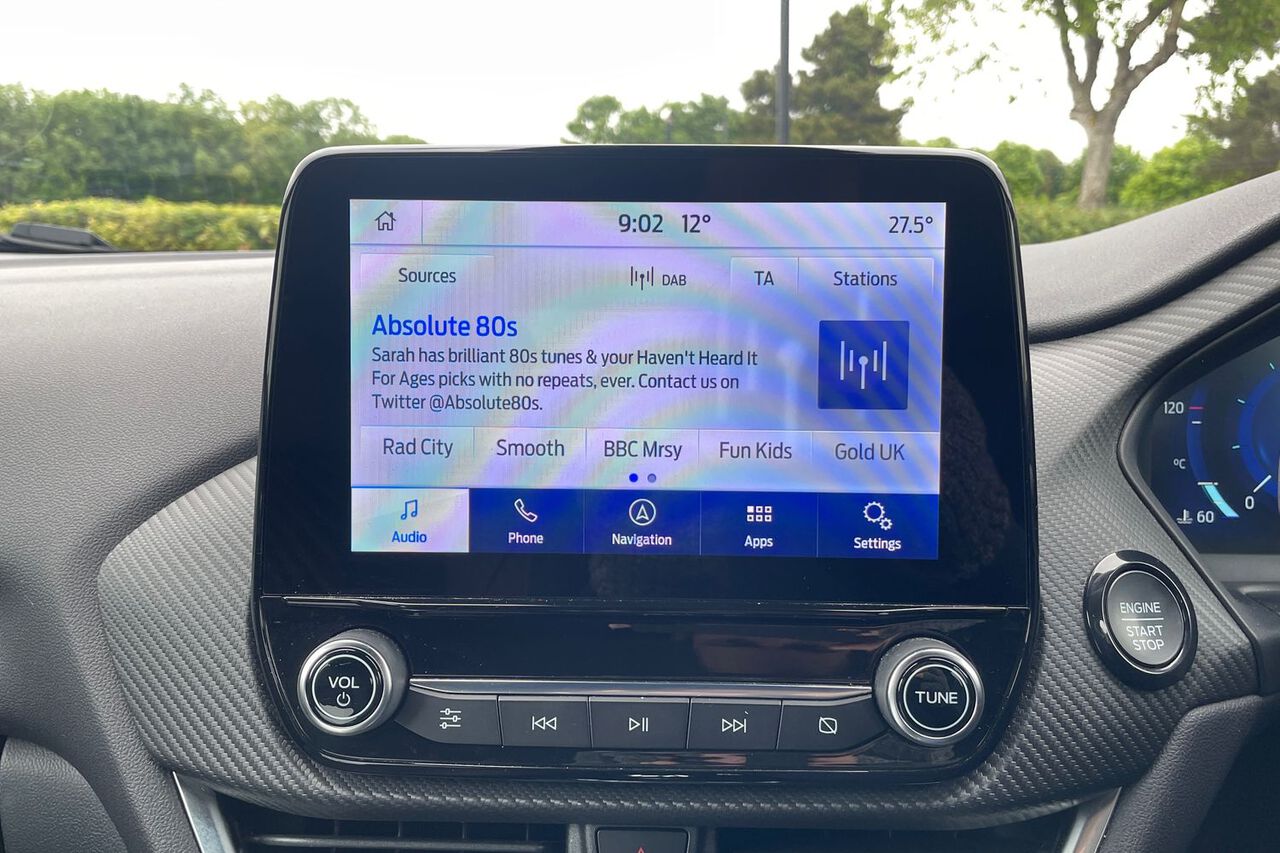 9:02 12° 27.5°
Sources DAB TA Stations
Absolute 80s
Sarah has brilliant 80s tunes & your Haven't Heard It
For Ages picks with no repeats, ever. Contact us on
Twitter @Absolute80s.
Rad City Smooth BBC Mrsy Fun Kids Gold UK
Audio Phone Navigation Apps Settings
120
°C
60 0
ENGINE
START
STOP
VOL
TUNE